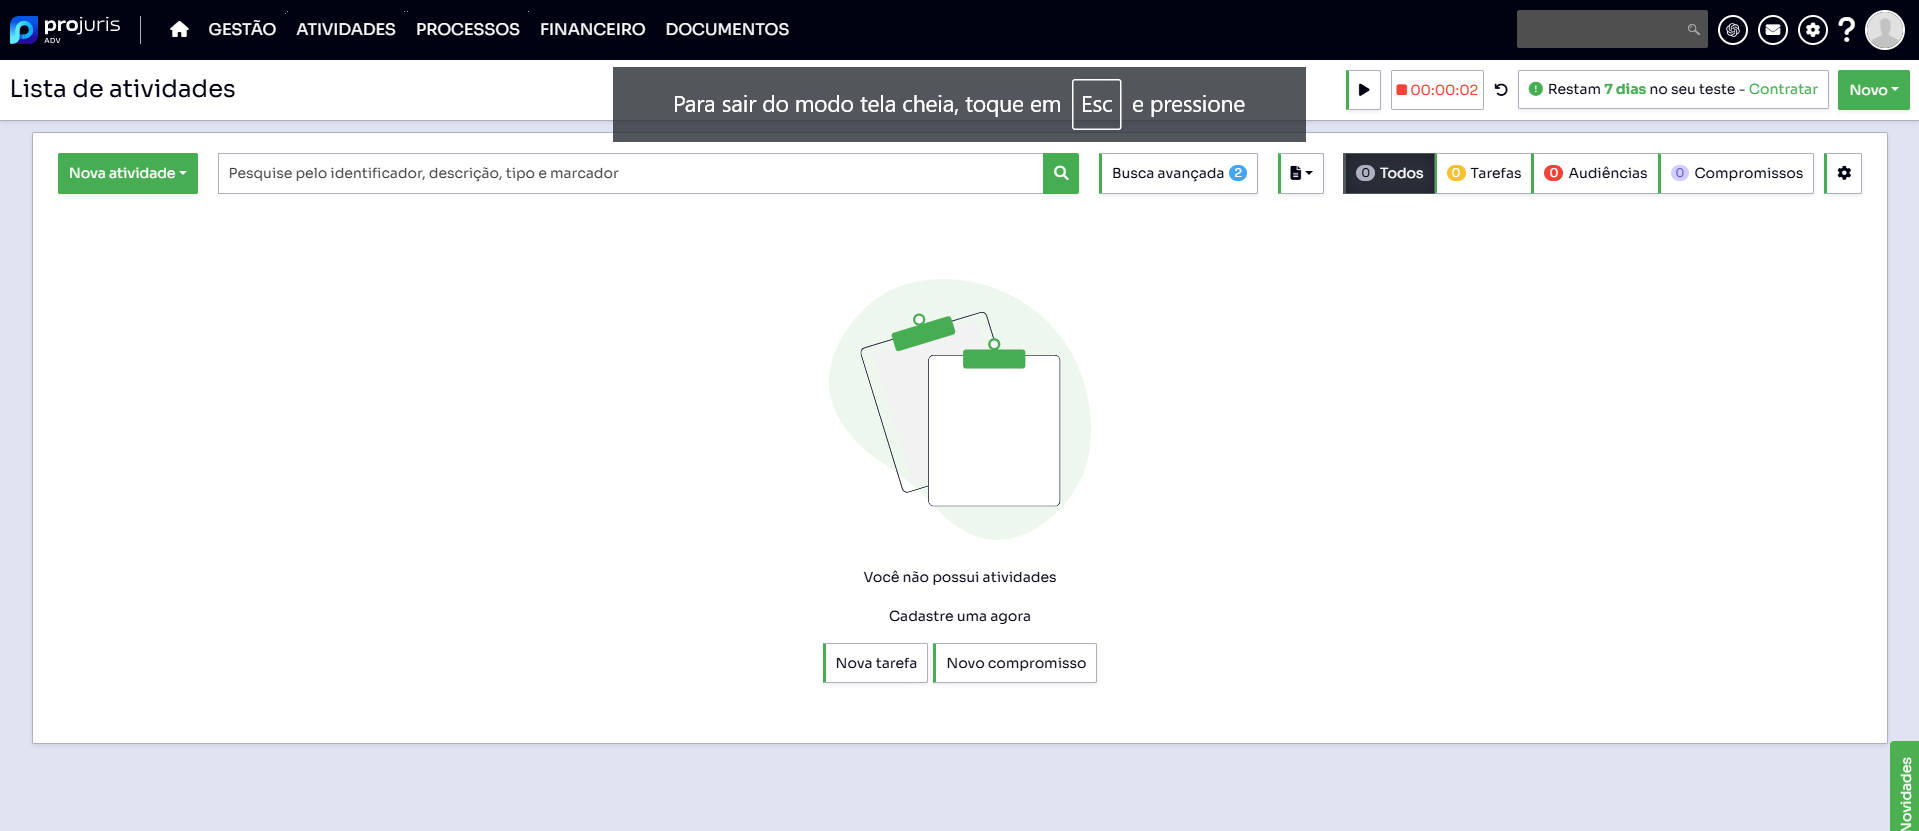 projuris
ADV
GESTÃO ATIVIDADES PROCESSOS FINANCEIRO DOCUMENTOS
?
Lista de atividades
Para sair do modo tela cheia, toque em Esc e pressione
00:00:02
Restam 7 dias no seu teste - Contratar
Novo
Nova atividade
Pesquise pelo identificador, descrição, tipo e marcador
Busca avançada 2
0 Todos
0 Tarefas
0 Audiências
0 Compromissos
Você não possui atividades
Cadastre uma agora
Nova tarefa
Novo compromisso
Novidades